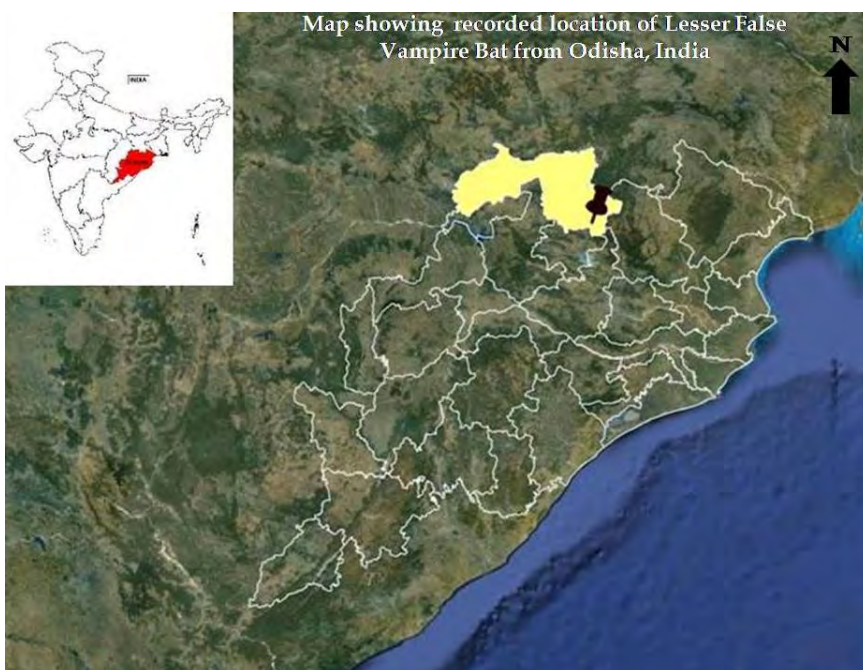 Map showing recorded location of Lesser False
Vampire Bat from Odisha, India
N
INDIA